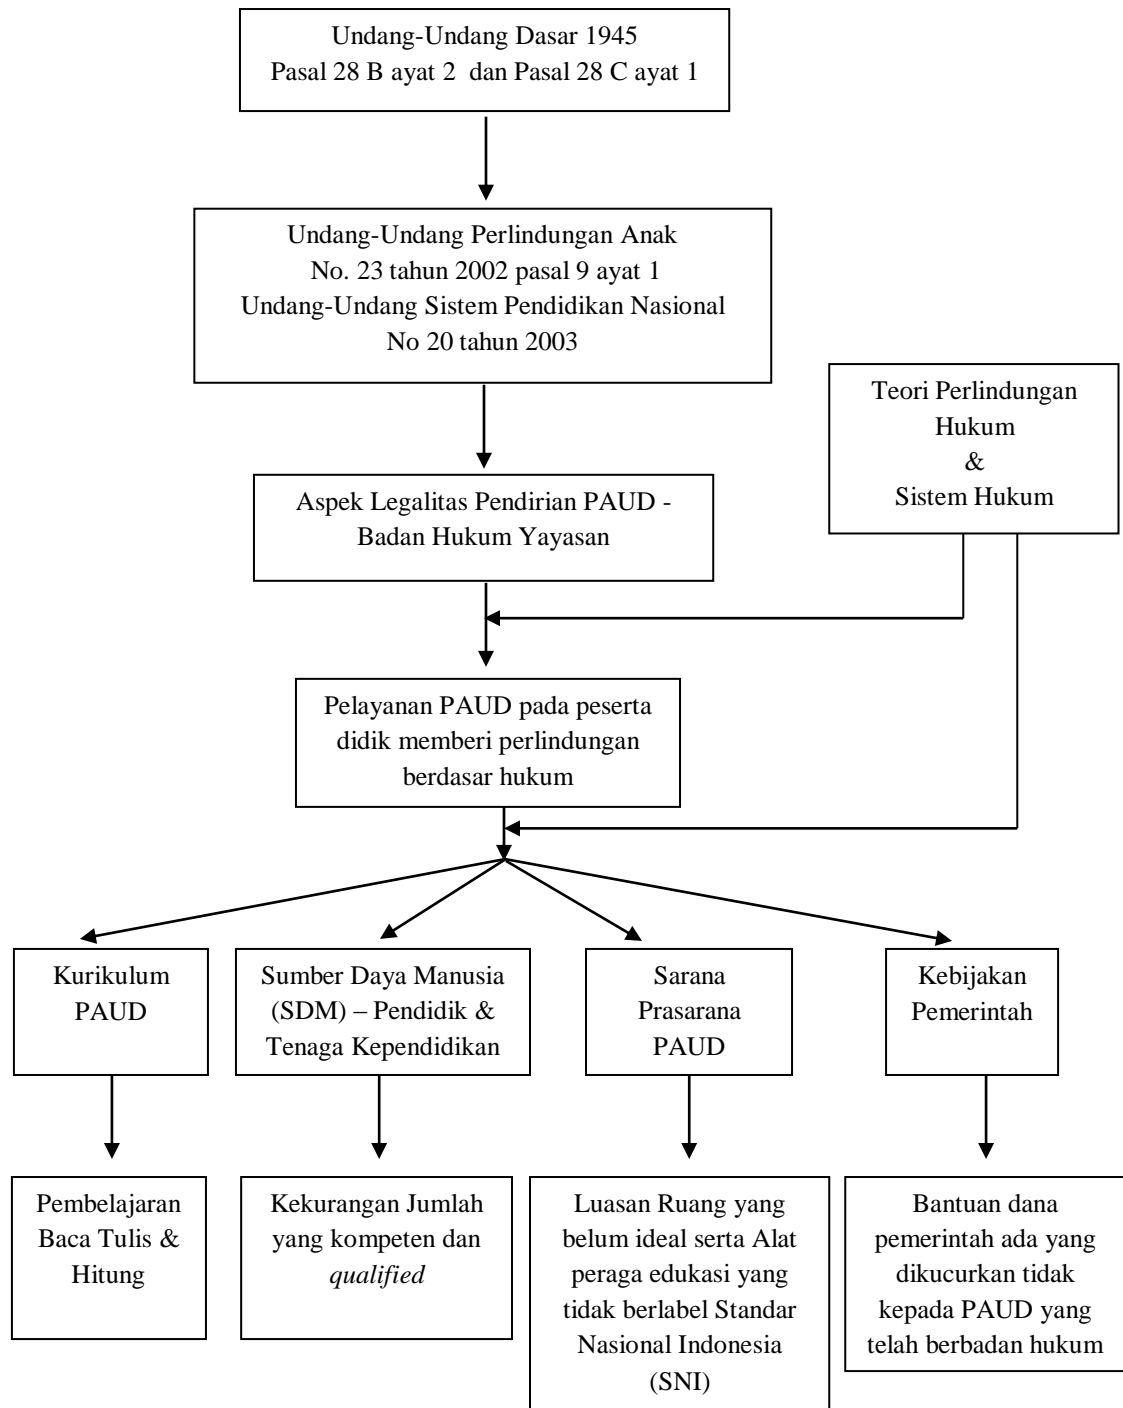 Undang-Undang Dasar 1945
Pasal 28 B ayat 2 dan Pasal 28 C ayat 1
Undang-Undang Perlindungan Anak
No. 23 tahun 2002 pasal 9 ayat 1
Undang-Undang Sistem Pendidikan Nasional
No 20 tahun 2003
Teori Perlindungan
Hukum
&
Sistem Hukum
Aspek Legalitas Pendirian PAUD -
Badan Hukum Yayasan
Pelayanan PAUD pada peserta
didik memberi perlindungan
berdasar hukum
Kurikulum
PAUD
Sumber Daya Manusia
(SDM) – Pendidik &
Tenaga Kependidikan
Sarana
Prasarana
PAUD
Kebijakan
Pemerintah
Pembelajaran
Baca Tulis &
Hitung
Kekurangan Jumlah
yang kompeten dan
qualified
Luasan Ruang yang
belum ideal serta Alat
peraga edukasi yang
tidak berlabel Standar
Nasional Indonesia
(SNI)
Bantuan dana
pemerintah ada yang
dikucurkan tidak
kepada PAUD yang
telah berbadan hukum